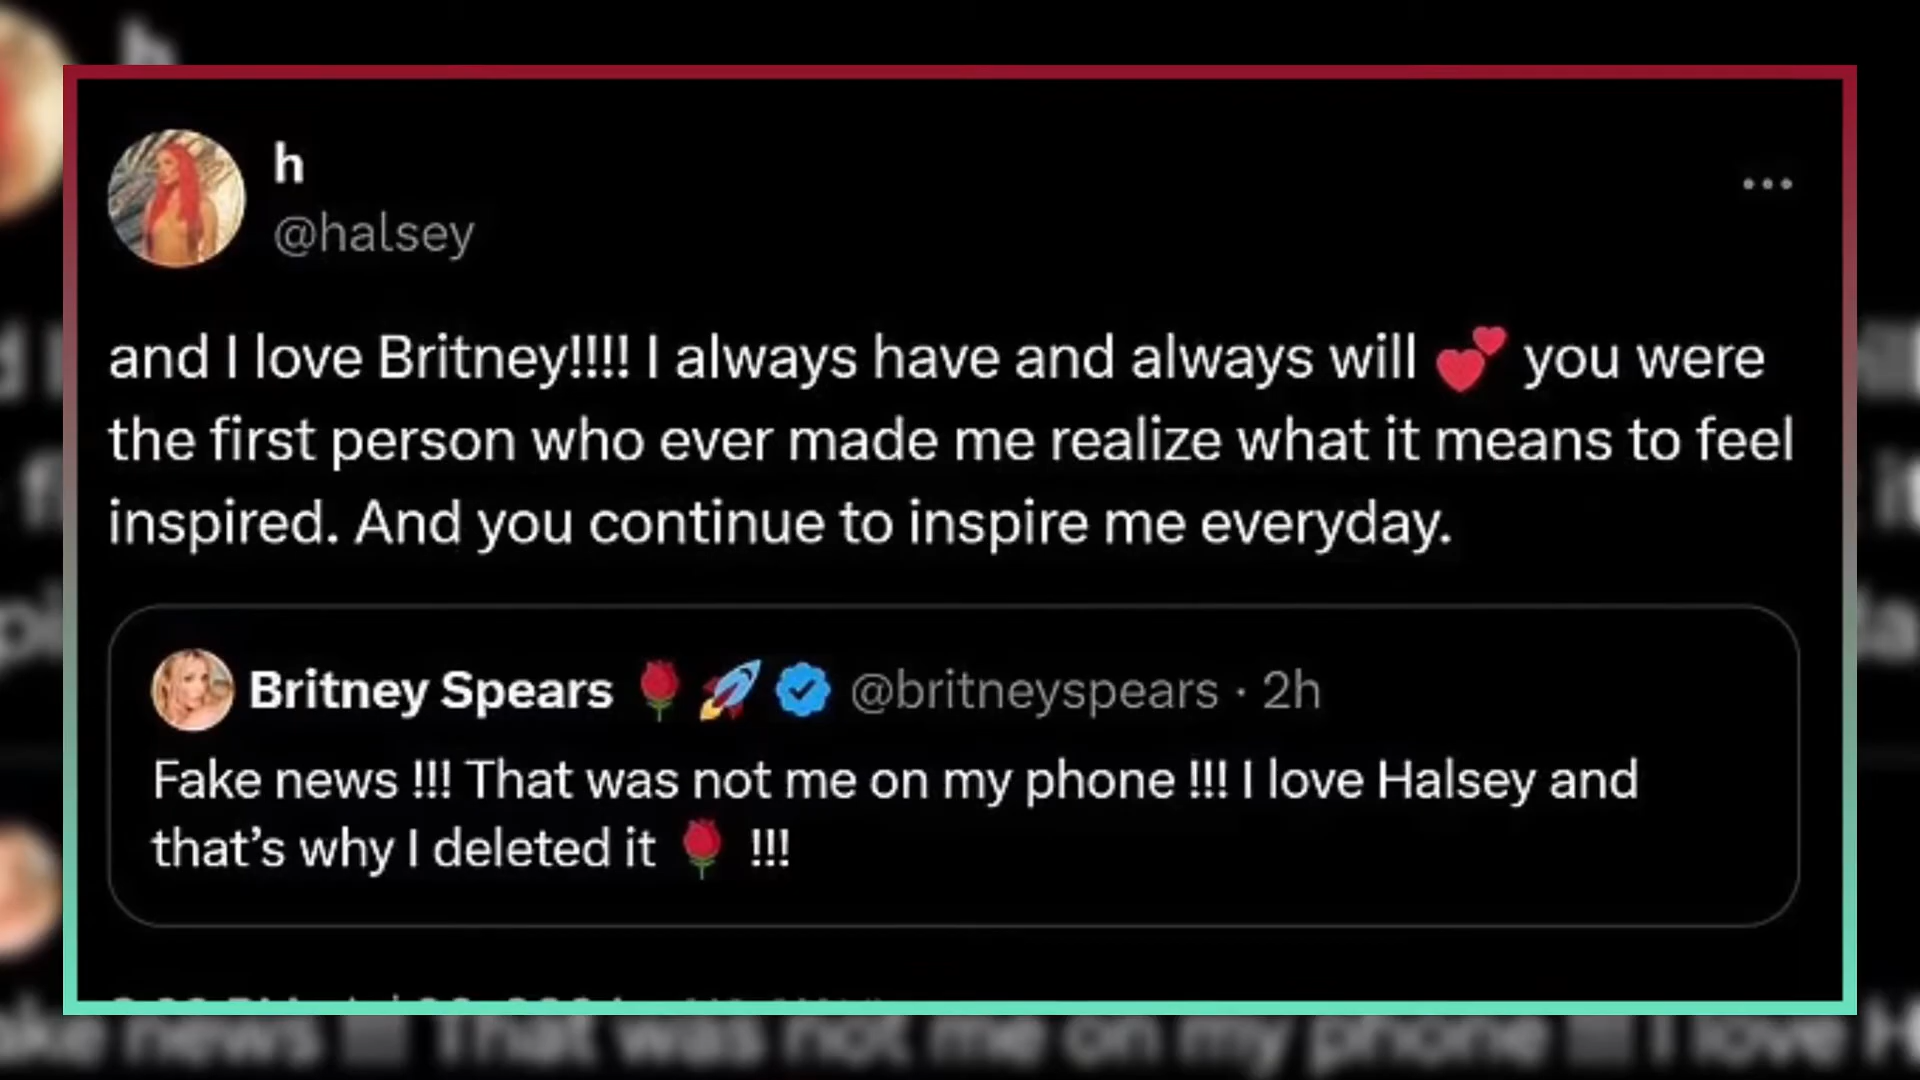 h
@halsey
and I love Britney!!!! I always have and always will 💕 you were
the first person who ever made me realize what it means to feel
inspired. And you continue to inspire me everyday.
Britney Spears 🌹🚀 @britneyspears · 2h
Fake news !!! That was not me on my phone !!! I love Halsey and
that’s why I deleted it 🌹 !!!